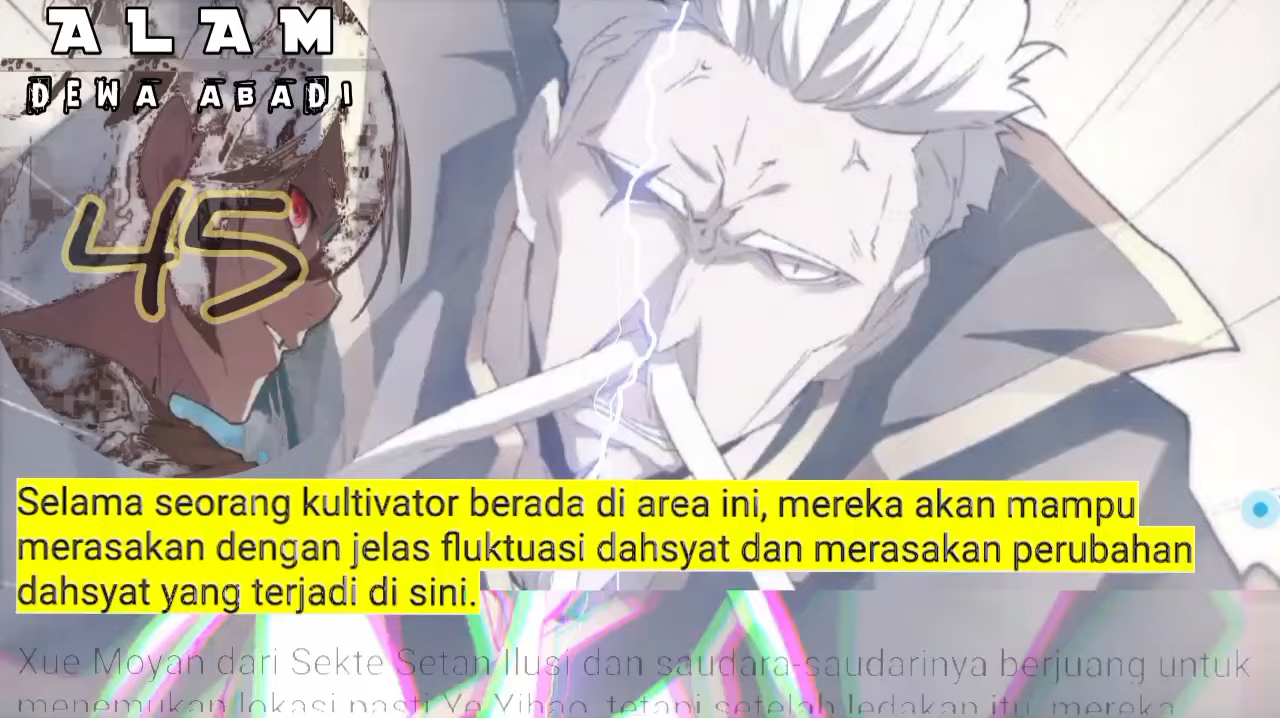 ALAM
DEWA ABADI
45
Selama seorang kultivator berada di area ini, mereka akan mampu
merasakan dengan jelas fluktuasi dahsyat dan merasakan perubahan
dahsyat yang terjadi di sini.
Xue Moyan dari Sekte Setan Ilusi dan saudara-saudarinya berjuang untuk
menemukan lokasi pasti Ye Yihao, tetapi setelah ledakan itu, mereka